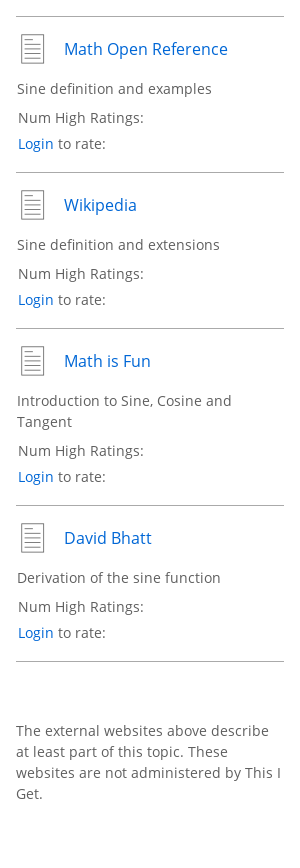 Math Open Reference
Sine definition and examples
Num High Ratings:
Login to rate:
Wikipedia
Sine definition and extensions
Num High Ratings:
Login to rate:
Math is Fun
Introduction to Sine, Cosine and
Tangent
Num High Ratings:
Login to rate:
David Bhatt
Derivation of the sine function
Num High Ratings:
Login to rate:
The external websites above describe
at least part of this topic. These
websites are not administered by This I
Get.